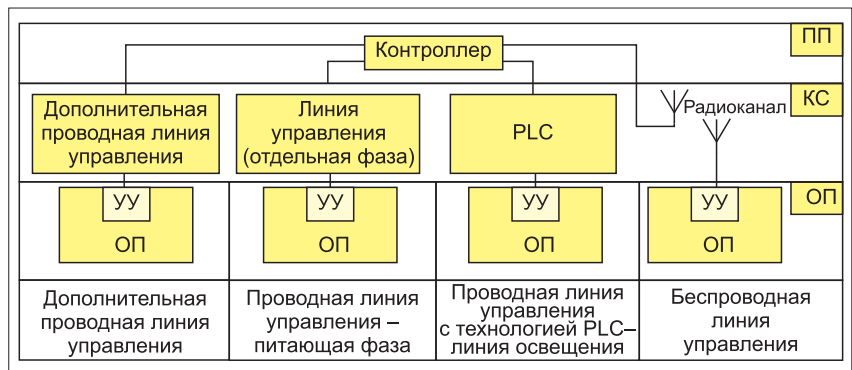 Контроллер
ПП
Дополнительная
проводная линия
управления
Линия
управления
(отдельная фаза)
PLC
Радиоканал
КС
УУ
ОП
УУ
ОП
УУ
ОП
УУ
ОП
ОП
Дополнительная
проводная линия
управления
Проводная линия
управления –
питающая фаза
Проводная линия
управления
с технологией PLC–
линия освещения
Беспроводная
линия
управления